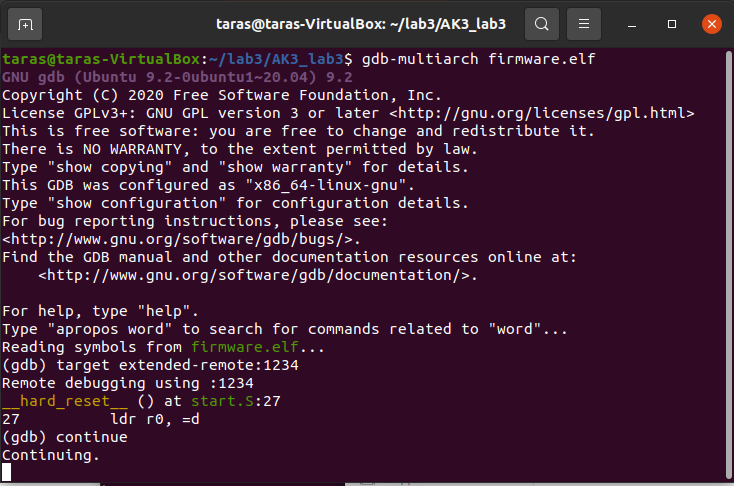 taras@taras-VirtualBox: ~/lab3/AK3_lab3
taras@taras-VirtualBox:~/lab3/AK3_lab3$ gdb-multiarch firmware.elf
GNU gdb (Ubuntu 9.2-0ubuntu1~20.04) 9.2
Copyright (C) 2020 Free Software Foundation, Inc.
License GPLv3+: GNU GPL version 3 or later <http://gnu.org/licenses/gpl.html>
This is free software: you are free to change and redistribute it.
There is NO WARRANTY, to the extent permitted by law.
Type "show copying" and "show warranty" for details.
This GDB was configured as "x86_64-linux-gnu".
Type "show configuration" for configuration details.
For bug reporting instructions, please see:
<http://www.gnu.org/software/gdb/bugs/>.
Find the GDB manual and other documentation resources online at:
    <http://www.gnu.org/software/gdb/documentation/>.

For help, type "help".
Type "apropos word" to search for commands related to "word"...
Reading symbols from firmware.elf...
(gdb) target extended-remote:1234
Remote debugging using :1234
__hard_reset__ () at start.S:27
27          ldr r0, =d
(gdb) continue
Continuing.